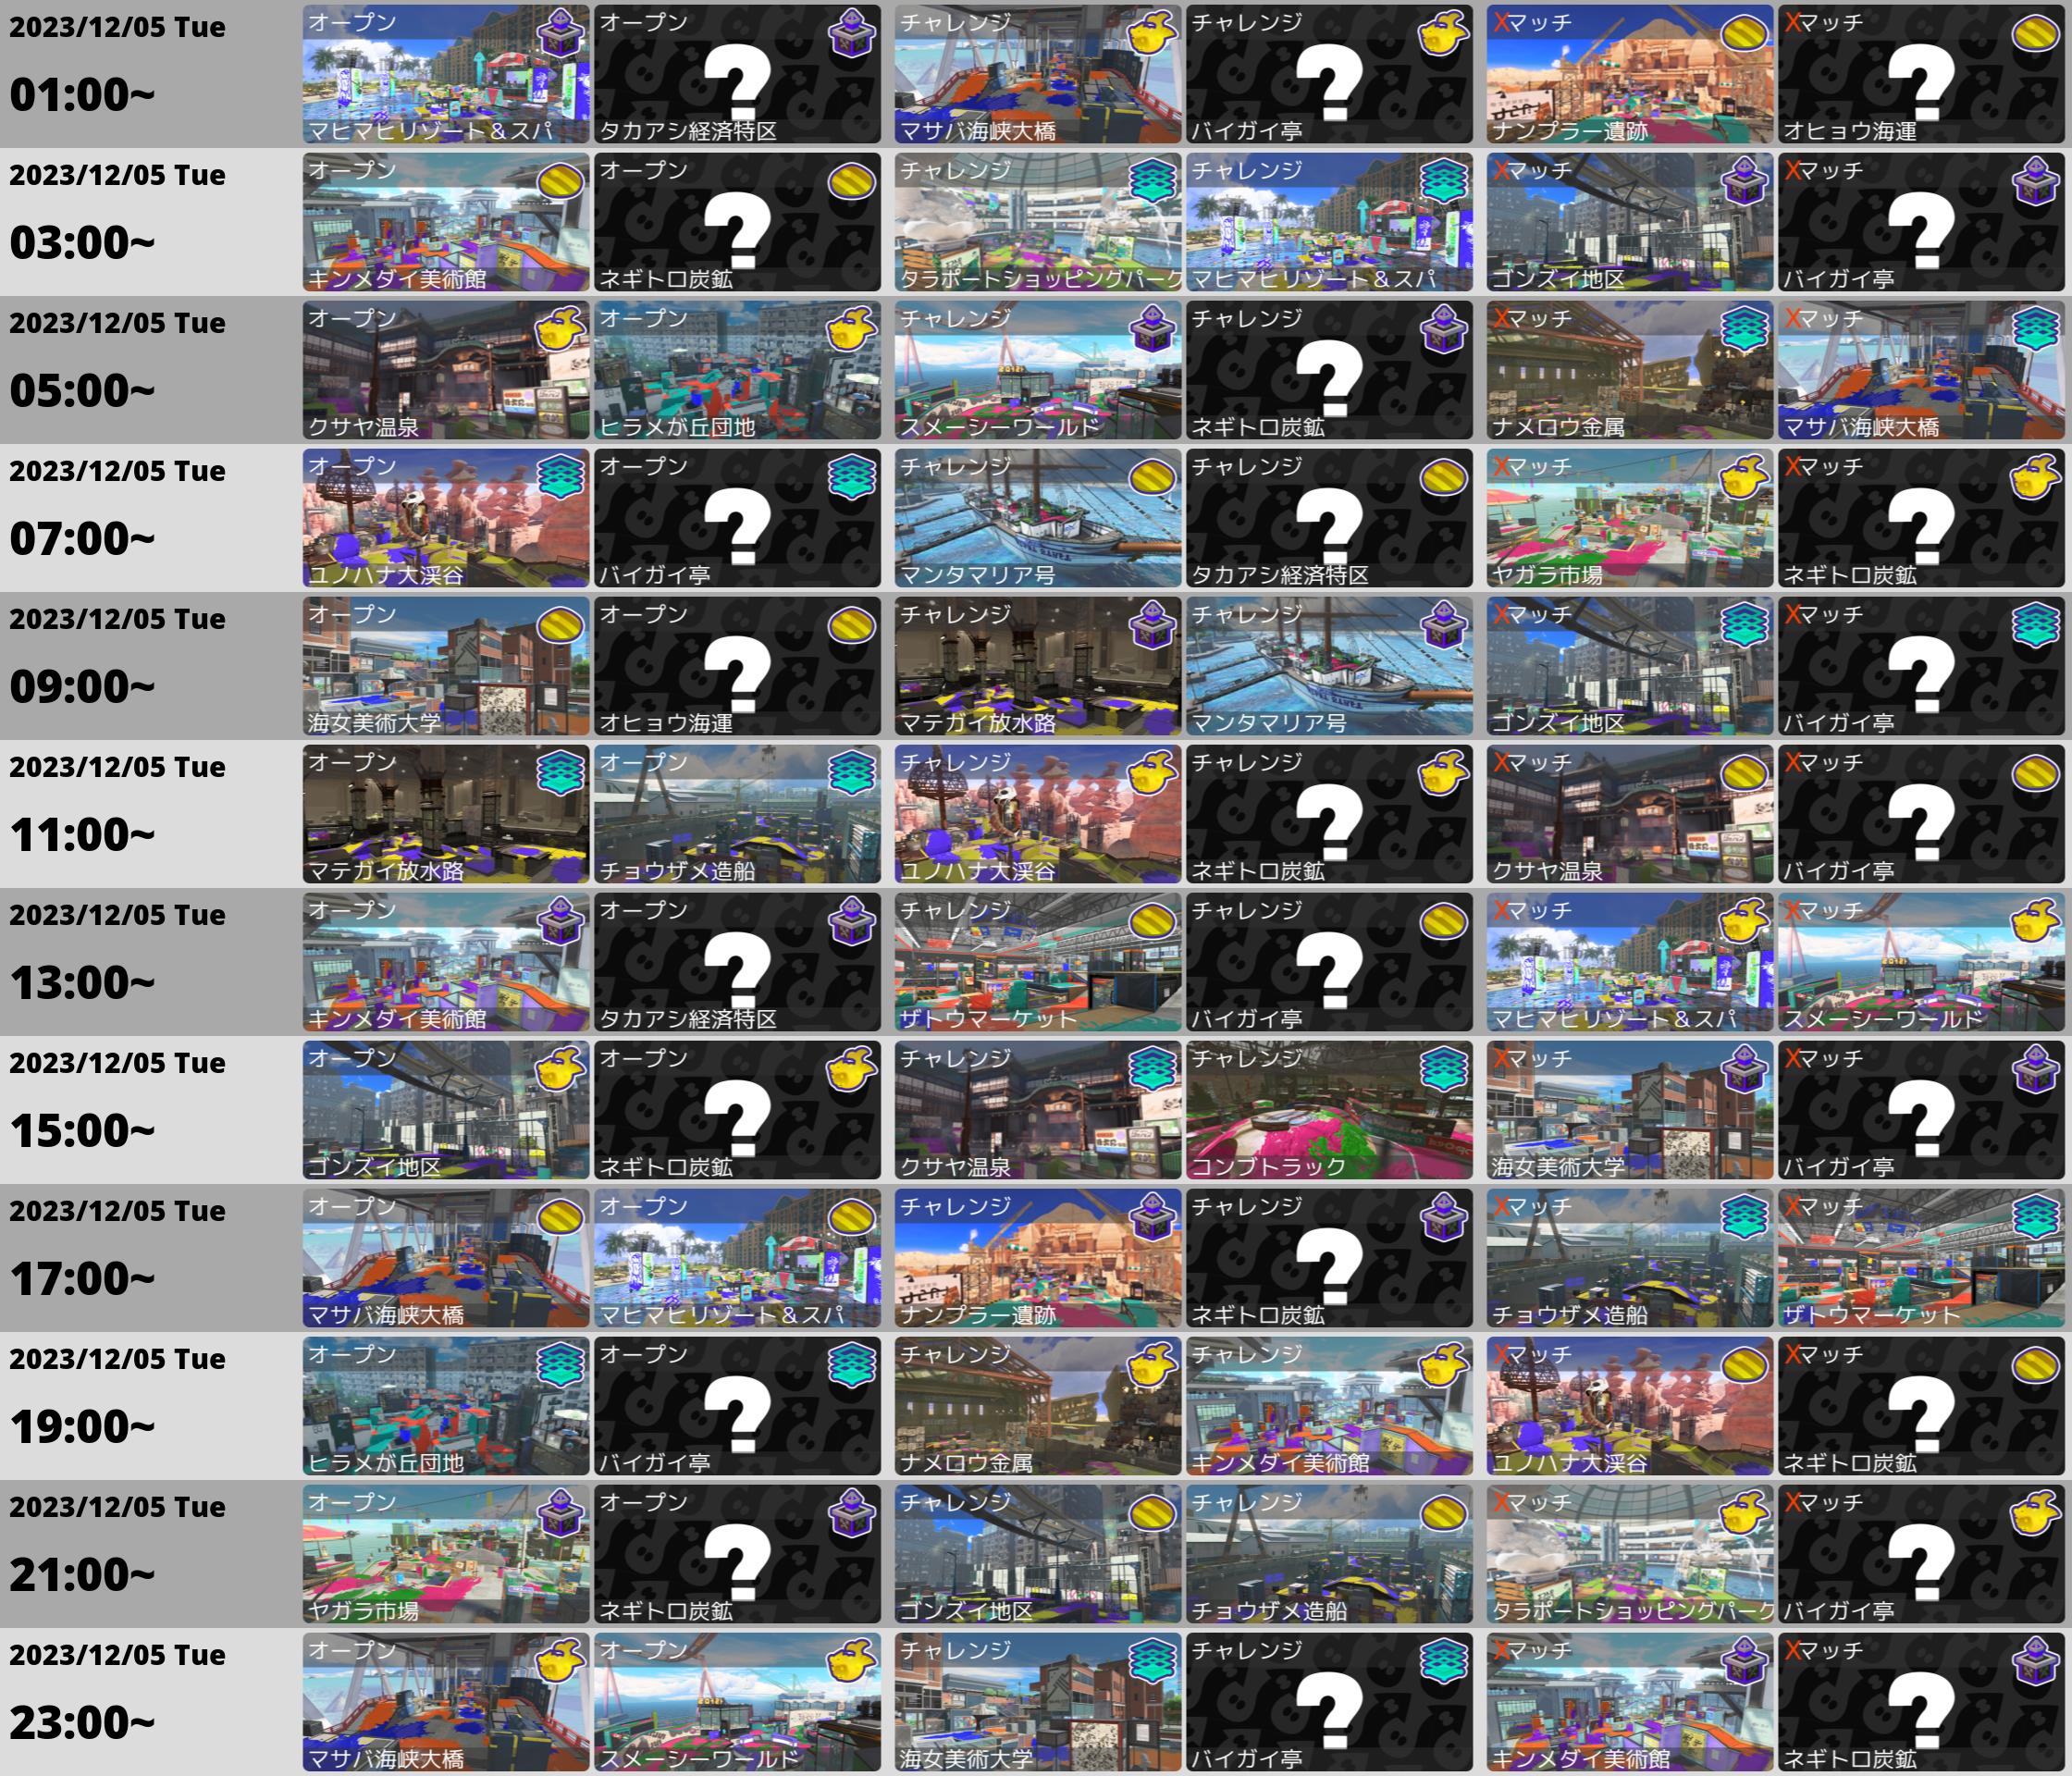 2023/12/05 Tue
01:00~
オープン
マヒマヒリゾート&スパ
オープン
?
タカアシ経済特区
チャレンジ
マサバ海峡大橋
チャレンジ
?
バイガイ亭
Xマッチ
ナンプラー遺跡
Xマッチ
?
オヒョウ海運
2023/12/05 Tue
03:00~
オープン
キンメダイ美術館
オープン
?
ネギトロ炭鉱
チャレンジ
タラポートショッピングパーク
チャレンジ
マヒマヒリゾート&スパ
Xマッチ
ゴンズイ地区
Xマッチ
?
バイガイ亭
2023/12/05 Tue
05:00~
オープン
クサヤ温泉
オープン
ヒラメが丘団地
チャレンジ
スメーシーワールド
チャレンジ
?
ネギトロ炭鉱
Xマッチ
ナメロウ金属
Xマッチ
マサバ海峡大橋
2023/12/05 Tue
07:00~
オープン
ユノハナ大渓谷
オープン
?
バイガイ亭
チャレンジ
マンタマリア号
チャレンジ
?
タカアシ経済特区
Xマッチ
ヤガラ市場
Xマッチ
?
ネギトロ炭鉱
2023/12/05 Tue
09:00~
オープン
海女美術大学
オープン
?
オヒョウ海運
チャレンジ
マテガイ放水路
チャレンジ
マンタマリア号
Xマッチ
ゴンズイ地区
Xマッチ
?
バイガイ亭
2023/12/05 Tue
11:00~
オープン
マテガイ放水路
オープン
チョウザメ造船
チャレンジ
ユノハナ大渓谷
チャレンジ
?
ネギトロ炭鉱
Xマッチ
クサヤ温泉
Xマッチ
?
バイガイ亭
2023/12/05 Tue
13:00~
オープン
キンメダイ美術館
オープン
?
タカアシ経済特区
チャレンジ
ザトウマーケット
チャレンジ
?
バイガイ亭
Xマッチ
マヒマヒリゾート&スパ
Xマッチ
スメーシーワールド
2023/12/05 Tue
15:00~
オープン
ゴンズイ地区
オープン
?
ネギトロ炭鉱
チャレンジ
クサヤ温泉
チャレンジ
コンブトラック
Xマッチ
海女美術大学
Xマッチ
?
バイガイ亭
2023/12/05 Tue
17:00~
オープン
マサバ海峡大橋
オープン
マヒマヒリゾート&スパ
チャレンジ
ナンプラー遺跡
チャレンジ
?
ネギトロ炭鉱
Xマッチ
チョウザメ造船
Xマッチ
ザトウマーケット
2023/12/05 Tue
19:00~
オープン
ヒラメが丘団地
オープン
?
バイガイ亭
チャレンジ
ナメロウ金属
チャレンジ
キンメダイ美術館
Xマッチ
ユノハナ大渓谷
Xマッチ
?
ネギトロ炭鉱
2023/12/05 Tue
21:00~
オープン
ヤガラ市場
オープン
?
ネギトロ炭鉱
チャレンジ
ゴンズイ地区
チャレンジ
チョウザメ造船
Xマッチ
タラポートショッピングパーク
Xマッチ
?
バイガイ亭
2023/12/05 Tue
23:00~
オープン
マサバ海峡大橋
オープン
スメーシーワールド
チャレンジ
海女美術大学
チャレンジ
?
バイガイ亭
Xマッチ
キンメダイ美術館
Xマッチ
?
ネギトロ炭鉱